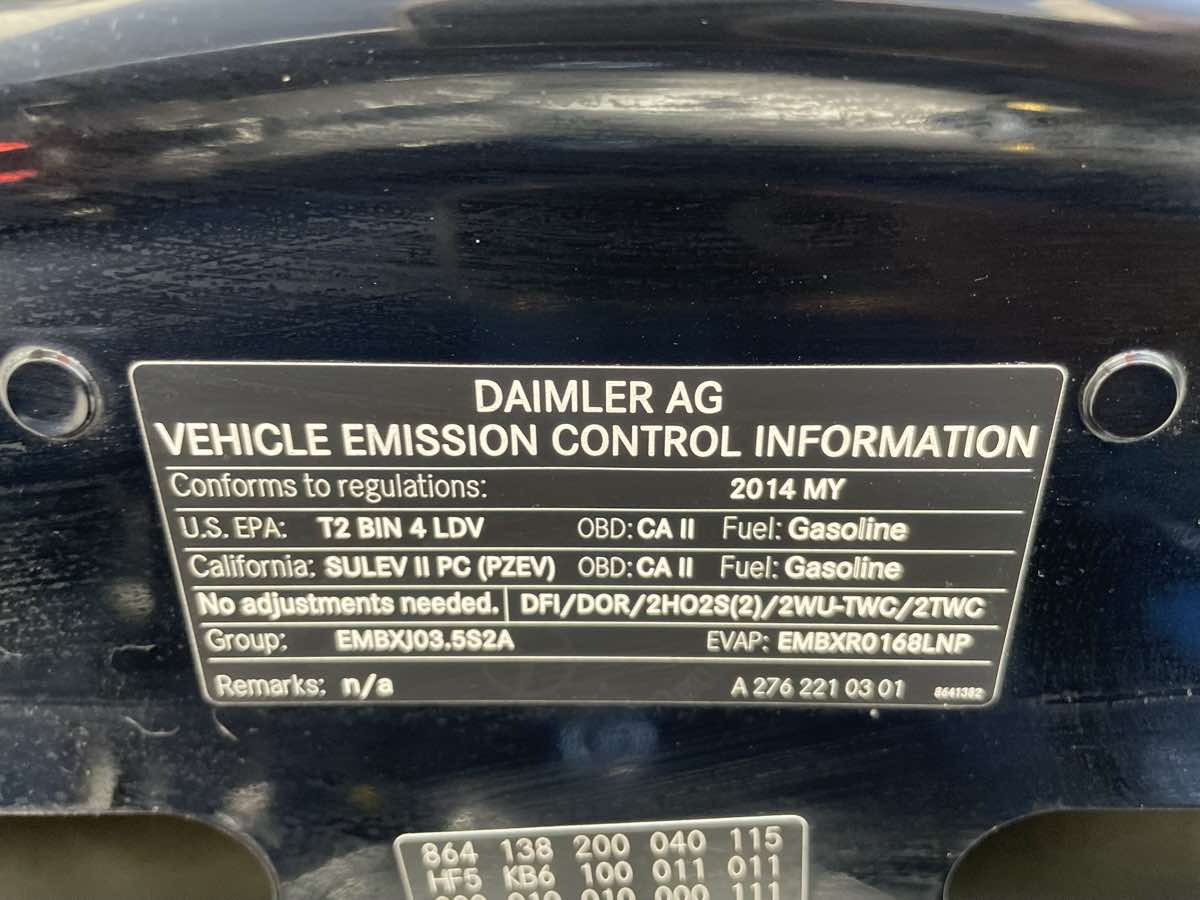 DAIMLER AG
VEHICLE EMISSION CONTROL INFORMATION
Conforms to regulations: 2014 MY
U.S. EPA: T2 BIN 4 LDV OBD: CA II Fuel: Gasoline
California: SULEV II PC (PZEV) OBD: CA II Fuel: Gasoline
No adjustments needed. DFI/DOR/2HO2S(2)/2WU-TWC/2TWC
Group: EMBXJ03.5S2A EVAP: EMBXR0168LNP
Remarks: n/a A 276 221 03 01 8641382
864 138 200 040 115
HF5 KB6 100 011 011